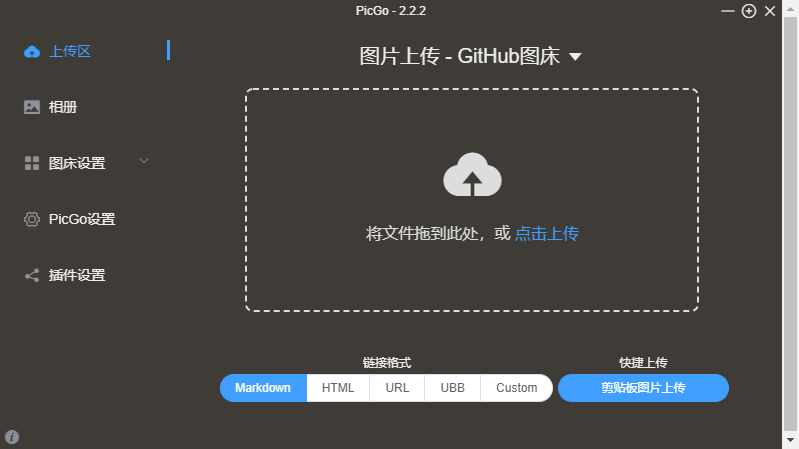 PicGo - 2.2.2
上传区
相册
图床设置
PicGo设置
插件设置
图片上传 - GitHub图床
将文件拖到此处，或 点击上传
链接格式
Markdown HTML URL UBB Custom
快捷上传
剪贴板图片上传